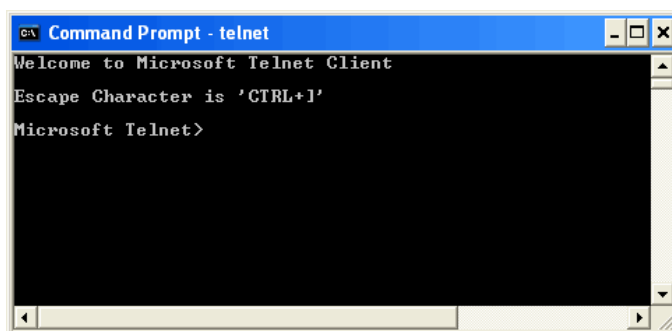 Command Prompt - telnet
Welcome to Microsoft Telnet Client
Escape Character is 'CTRL+]'
Microsoft Telnet>